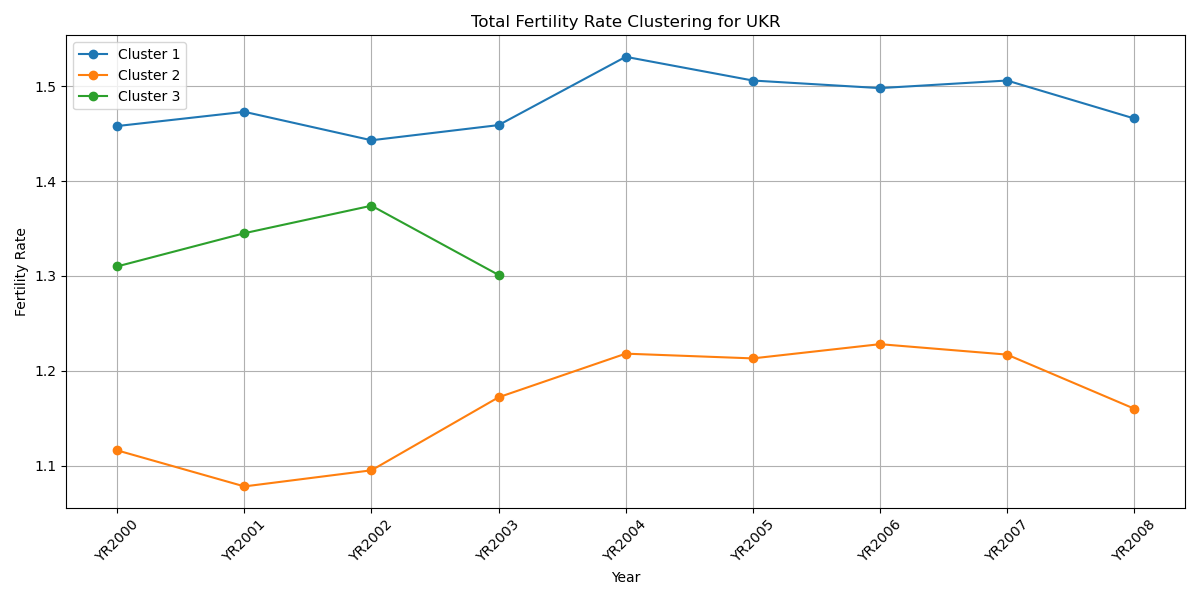 Total Fertility Rate Clustering for UKR
Cluster 1
Cluster 2
Cluster 3
Fertility Rate
1.5
1.4
1.3
1.2
1.1
YR2000
YR2001
YR2002
YR2003
YR2004
YR2005
YR2006
YR2007
YR2008
Year